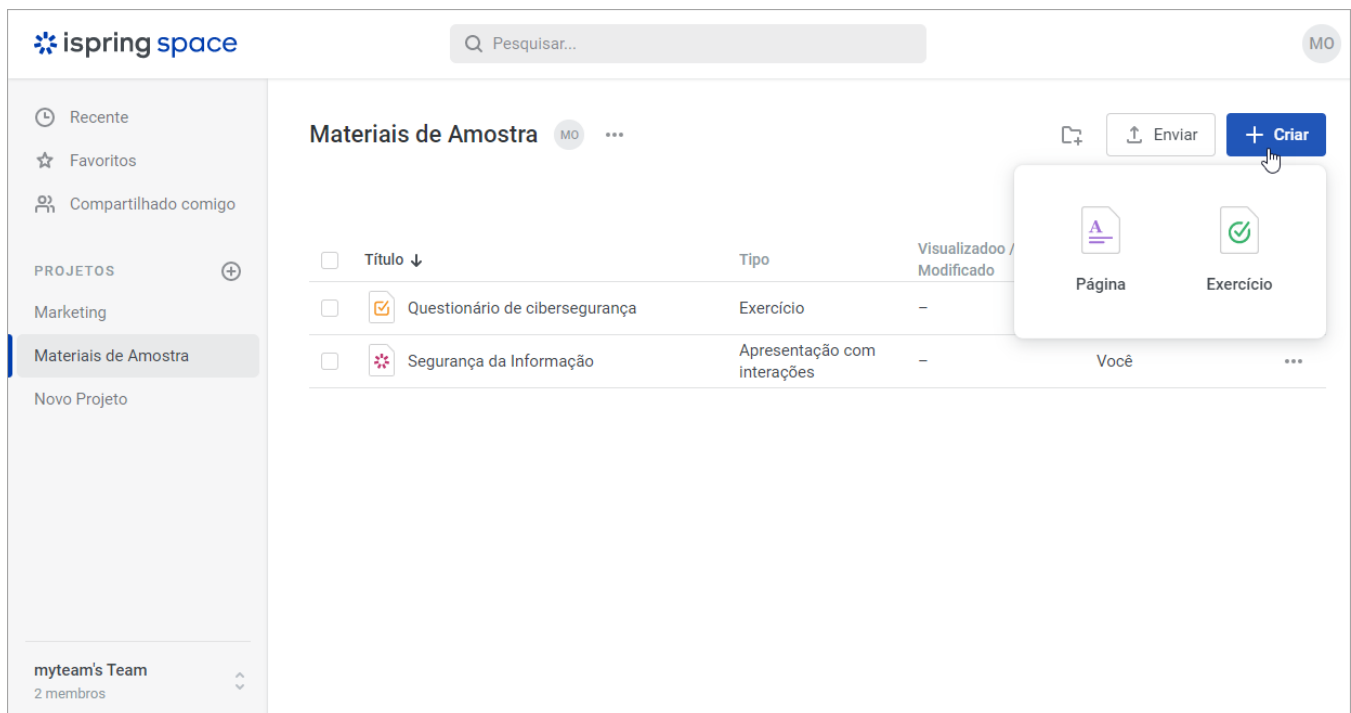 ispring space
Pesquisar...
MO
Recente
Favoritos
Compartilhado comigo
PROJETOS
Marketing
Materiais de Amostra
Novo Projeto
myteam's Team
2 membros
Materiais de Amostra MO
Enviar
Criar
Página
Exercício
Título
Tipo
Visualizadoo /
Modificado
Questionário de cibersegurança
Exercício
–
Segurança da Informação
Apresentação com
interações
–
Você